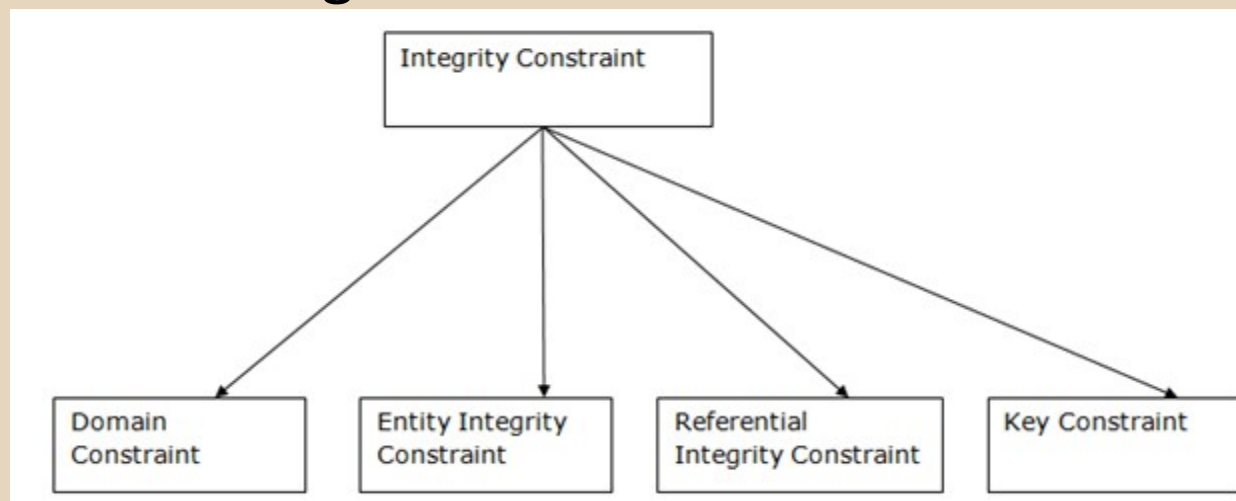 Integrity Constraint
Domain
Constraint
Entity Integrity
Constraint
Referential
Integrity Constraint
Key Constraint